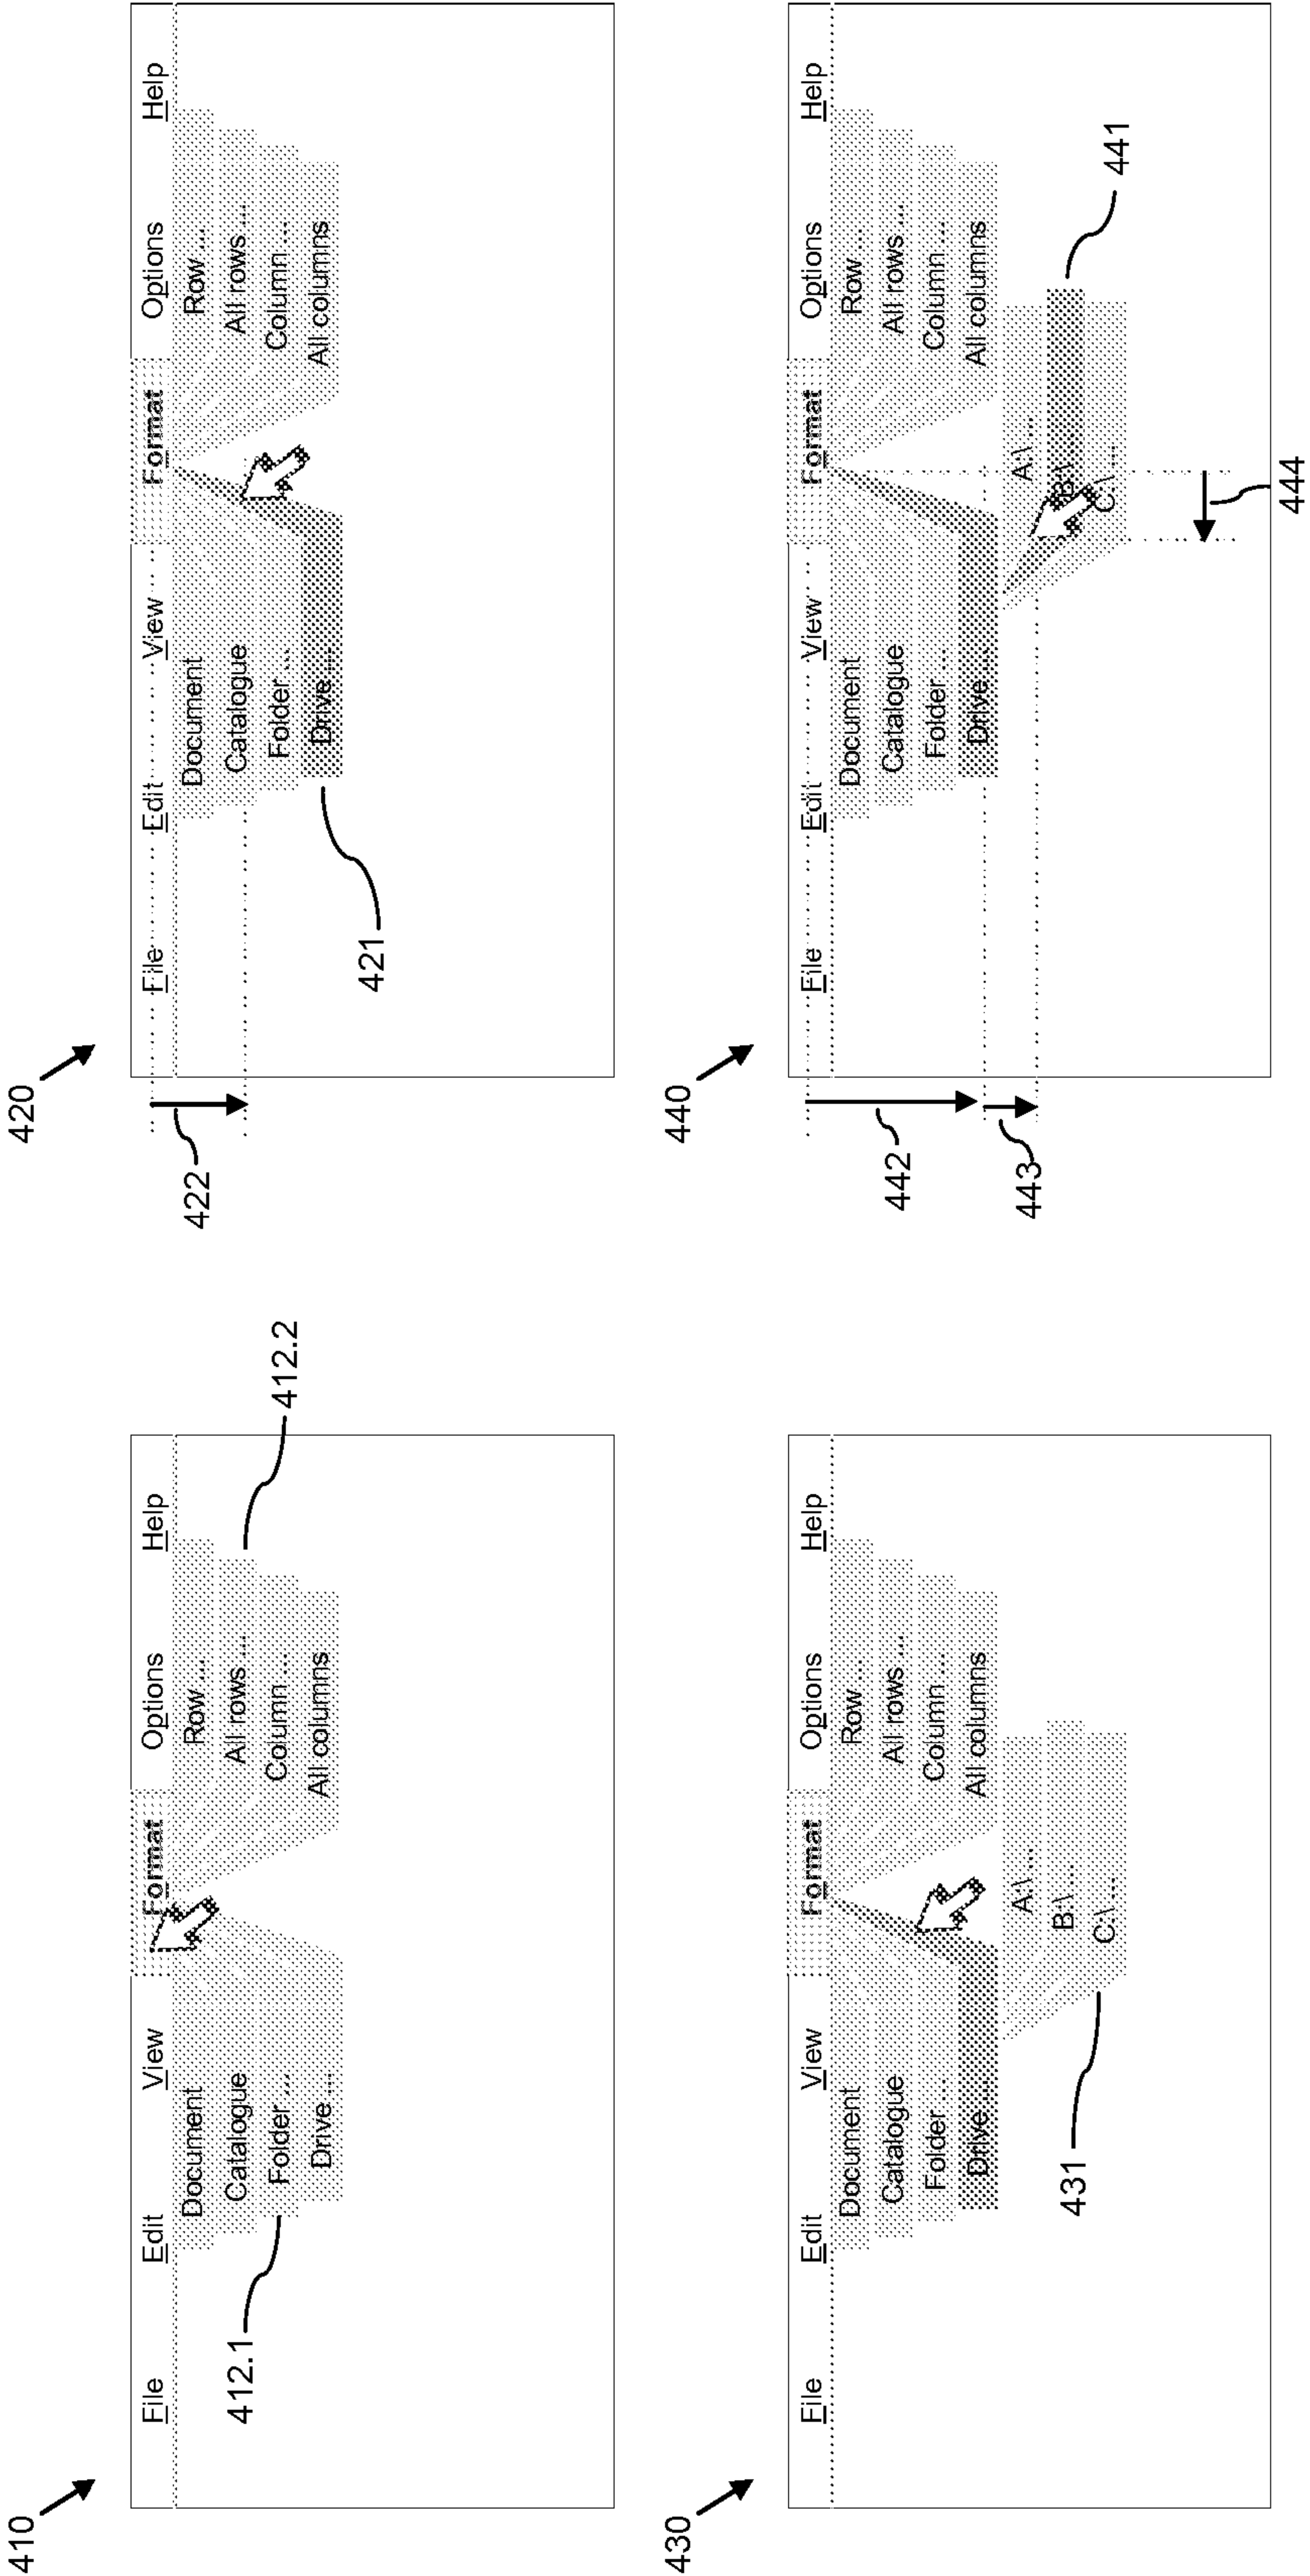 410
File Edit View Format Options Help
Document Row ...
Catalogue All rows ...
Folder ... Column ...
Drive ... All columns
412.1
412.2
420
File Edit View Format Options Help
Document Row ...
Catalogue All rows ...
Folder ... Column ...
Drive ... All columns
421
422
430
File Edit View Format Options Help
Document Row ...
Catalogue All rows ...
Folder ... Column ...
Drive ... All columns
A:\ ...
B:\ ...
C:\ ...
431
440
File Edit View Format Options Help
Document Row ...
Catalogue All rows ...
Folder ... Column ...
Drive ... All columns
A:\ ...
B:\
C:\ ...
441
442
443
444